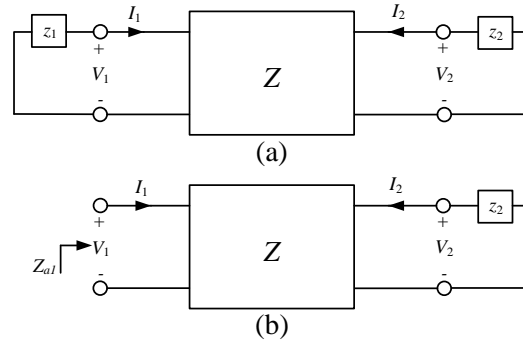 z1 I1 I2 z2
+ +
V1 Z V2
- -
(a)
I1 I2 z2
+ +
Za1 V1 Z V2
- -
(b)